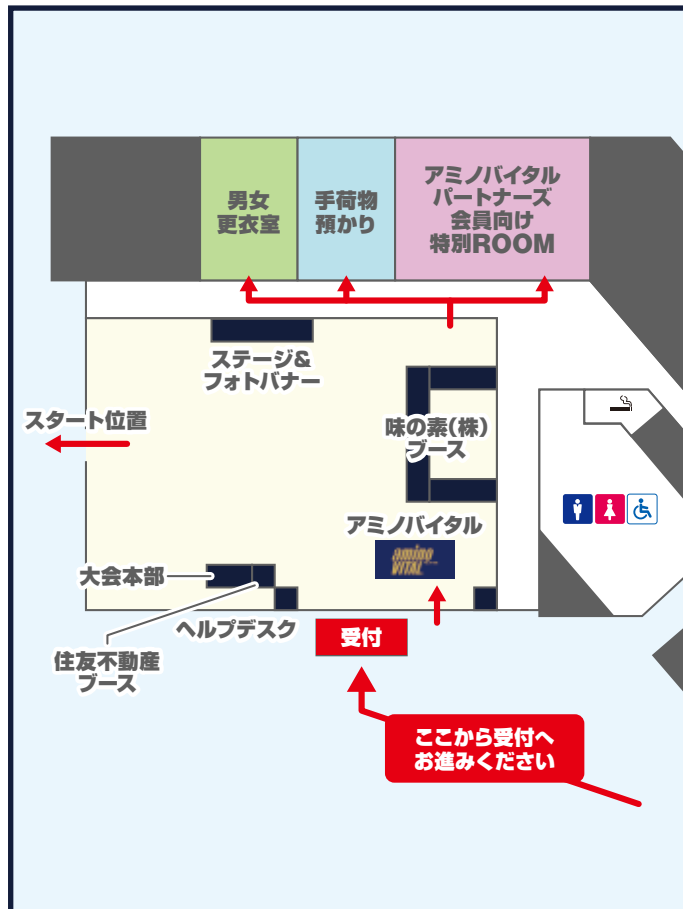 男女
更衣室
手荷物
預かり
アミノバイタル
パートナーズ
会員向け
特別ROOM
ステージ&
フォトバナー
スタート位置
味の素(株)
ブース
アミノバイタル
amino
VITAL
大会本部
ヘルプデスク
住友不動産
ブース
受付
ここから受付へ
お進みください